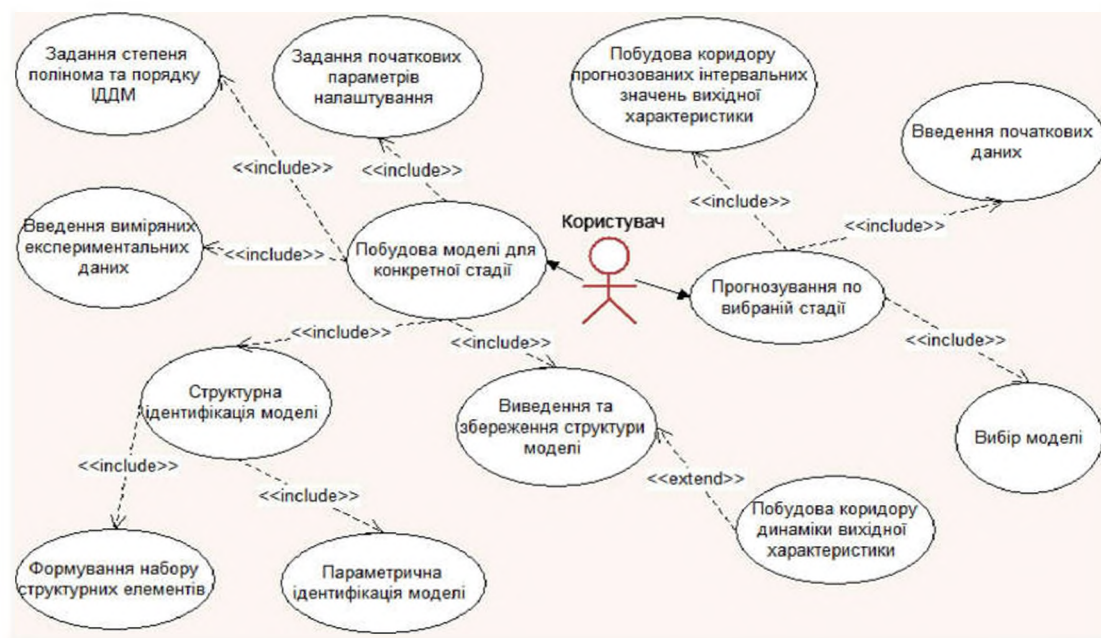 Задання степеня
полінома та порядку
ІДДМ
Задання початкових
параметрів
налаштування
Побудова коридору
прогнозованих інтервальних
значень вихідної
характеристики
Введення початкових
даних
<<include>>
<<include>>
<<include>>
<<include>>
Введення виміряних
експериментальних
даних
<<include>>
Побудова моделі для
конкретної стадії
Користувач
Прогнозування по
вибраній стадії
<<include>>
<<include>>
<<include>>
Структурна
ідентифікація моделі
Виведення та
збереження структури
моделі
Вибір моделі
<<include>>
<<include>>
<<extend>>
Формування набору
структурних елементів
Параметрична
ідентифікація моделі
Побудова коридору
динаміки вихідної
характеристики